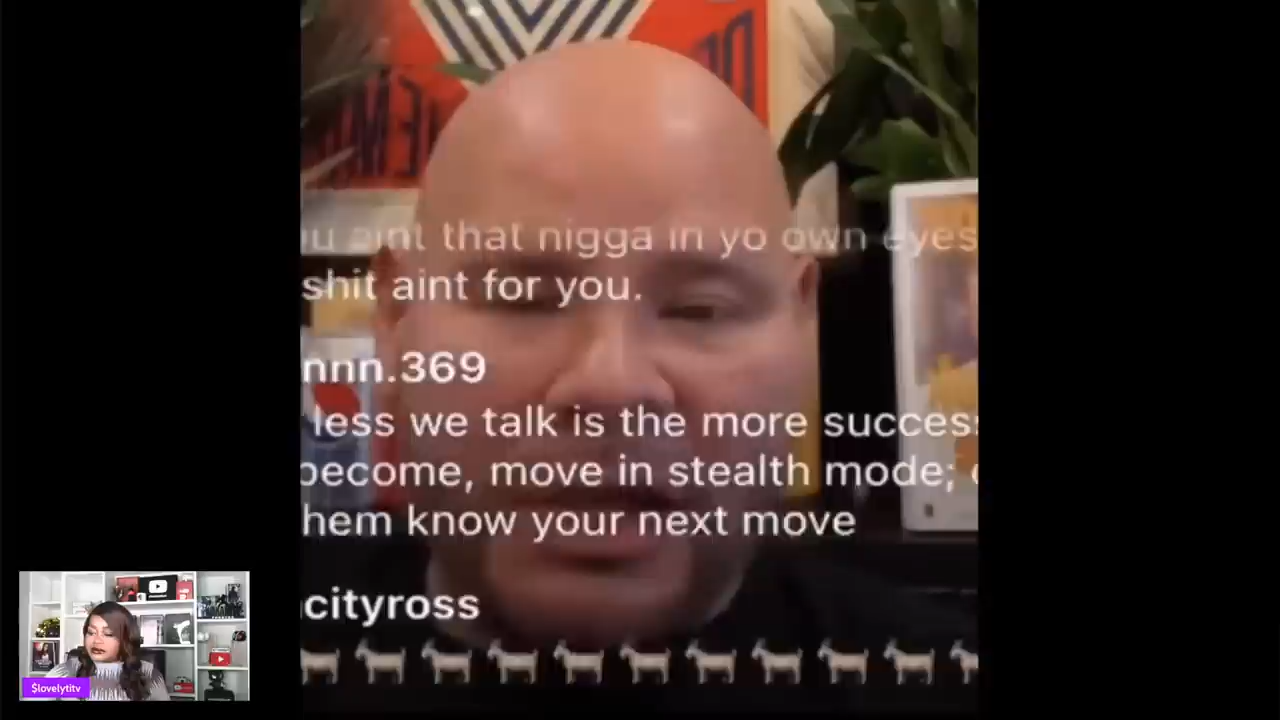 aint that nigga in yo own eyes
shit aint for you.
nnn.369
less we talk is the more succes
become, move in stealth mode;
hem know your next move
cityross
$lovelytitv